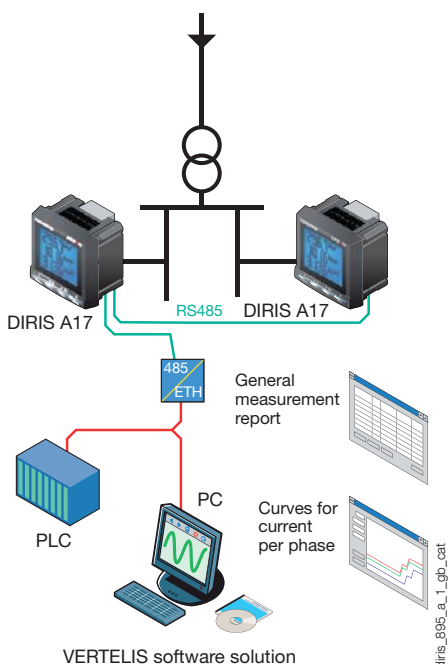 RS485
DIRIS A17
DIRIS A17
485
ETH
General
measurement
report
PLC
PC
Curves for
current
per phase
VERTELIS software solution